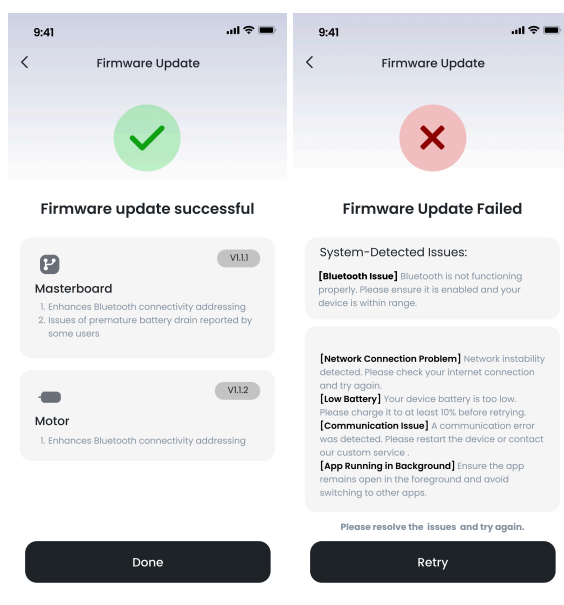 9:41
Firmware Update
Firmware update successful
V1.1.1
Masterboard
1. Enhances Bluetooth connectivity addressing
2. Issues of premature battery drain reported by
some users
V1.1.2
Motor
1. Enhances Bluetooth connectivity addressing
Done
9:41
Firmware Update
Firmware Update Failed
System-Detected Issues:
[Bluetooth Issue] Bluetooth is not functioning
properly. Please ensure it is enabled and your
device is within range.
[Network Connection Problem] Network instability
detected. Please check your internet connection
and try again.
[Low Battery] Your device battery is too low.
Please charge it to at least 10% before retrying.
[Communication Issue] A communication error
was detected. Please restart the device or contact
our custom service .
[App Running in Background] Ensure the app
remains open in the foreground and avoid
switching to other apps.
Please resolve the issues and try again.
Retry